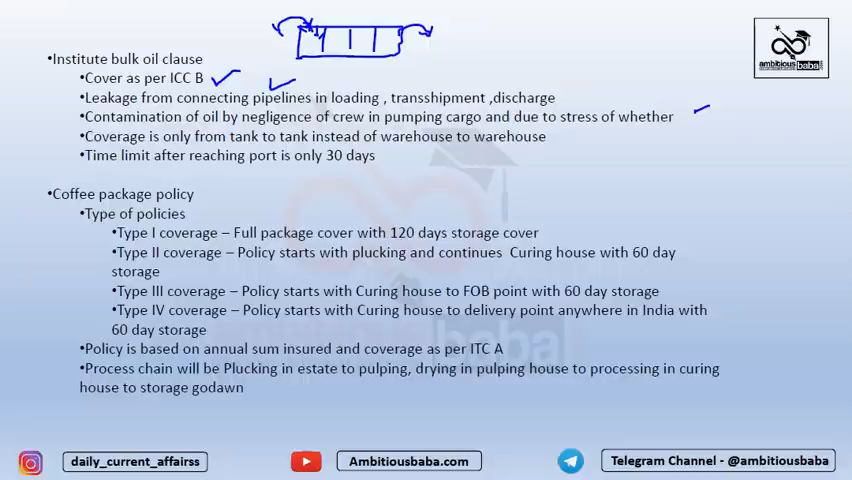 •Institute bulk oil clause
•Cover as per ICC B
•Leakage from connecting pipelines in loading , transshipment ,discharge
•Contamination of oil by negligence of crew in pumping cargo and due to stress of whether
•Coverage is only from tank to tank instead of warehouse to warehouse
•Time limit after reaching port is only 30 days
•Coffee package policy
•Type of policies
•Type I coverage – Full package cover with 120 days storage cover
•Type II coverage – Policy starts with plucking and continues Curing house with 60 day
storage
•Type III coverage – Policy starts with Curing house to FOB point with 60 day storage
•Type IV coverage – Policy starts with Curing house to delivery point anywhere in India with
60 day storage
•Policy is based on annual sum insured and coverage as per ITC A
•Process chain will be Plucking in estate to pulping, drying in pulping house to processing in curing
house to storage godawn
ambitiousbaba
ambitious
baba
daily_current_affairss
Ambitiousbaba.com
Telegram Channel - @ambitiousbaba